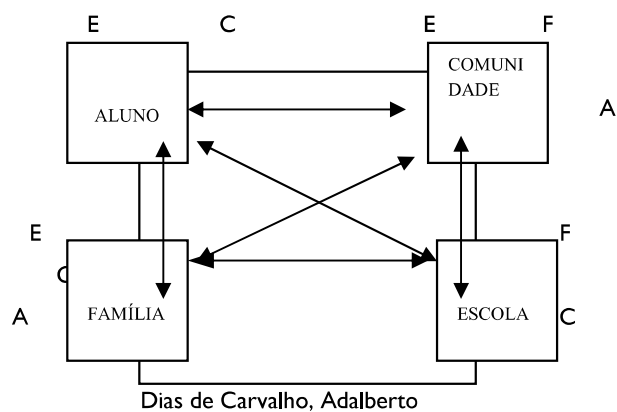 E C E F
COMUNI
DADE
ALUNO
A
E F
C
FAMÍLIA
A
ESCOLA
C
Dias de Carvalho, Adalberto